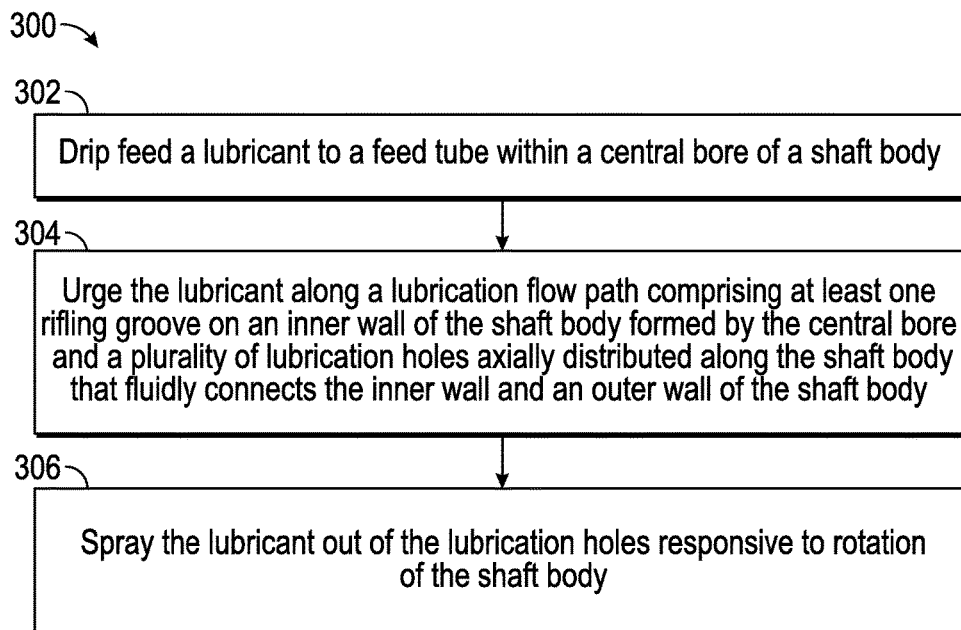 300
302
Drip feed a lubricant to a feed tube within a central bore of a shaft body
304
Urge the lubricant along a lubrication flow path comprising at least one
rifling groove on an inner wall of the shaft body formed by the central bore
and a plurality of lubrication holes axially distributed along the shaft body
that fluidly connects the inner wall and an outer wall of the shaft body
306
Spray the lubricant out of the lubrication holes responsive to rotation
of the shaft body